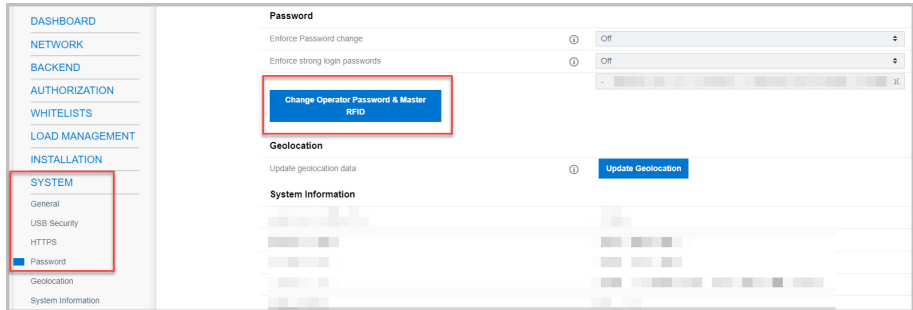 DASHBOARD
NETWORK
BACKEND
AUTHORIZATION
WHITELISTS
LOAD MANAGEMENT
INSTALLATION
SYSTEM
General
USB Security
HTTPS
Password
Geolocation
System Information
Password
Enforce Password change
Off
Enforce strong login passwords
Off
Change Operator Password & Master
RFID
Geolocation
Update geolocation data
Update Geolocation
System Information